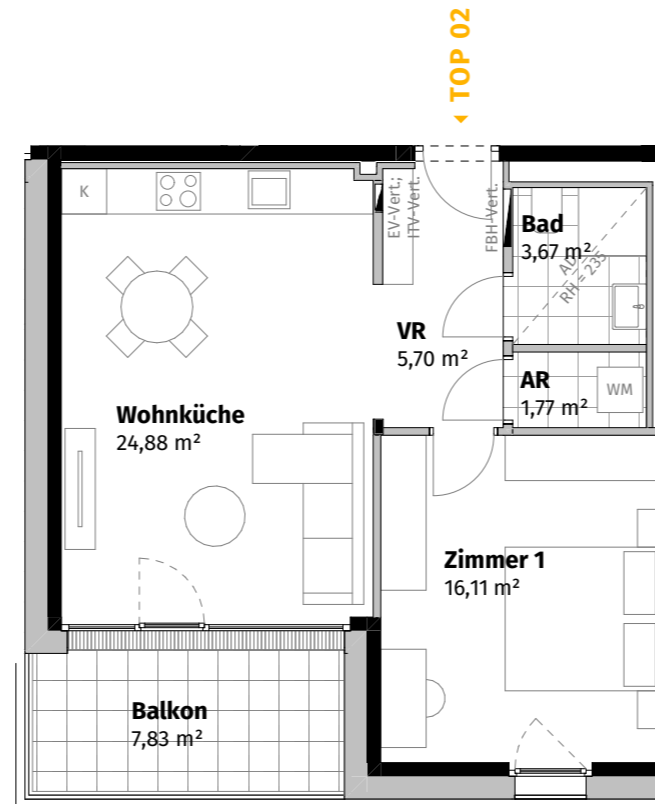 TOP 02
K
EV-Vert.;
ITV-Vert.
FBH-Vert.
Bad
3,67 m²
AD
RH = 235
VR
5,70 m²
AR
1,77 m²
WM
Wohnküche
24,88 m²
Zimmer 1
16,11 m²
Balkon
7,83 m²